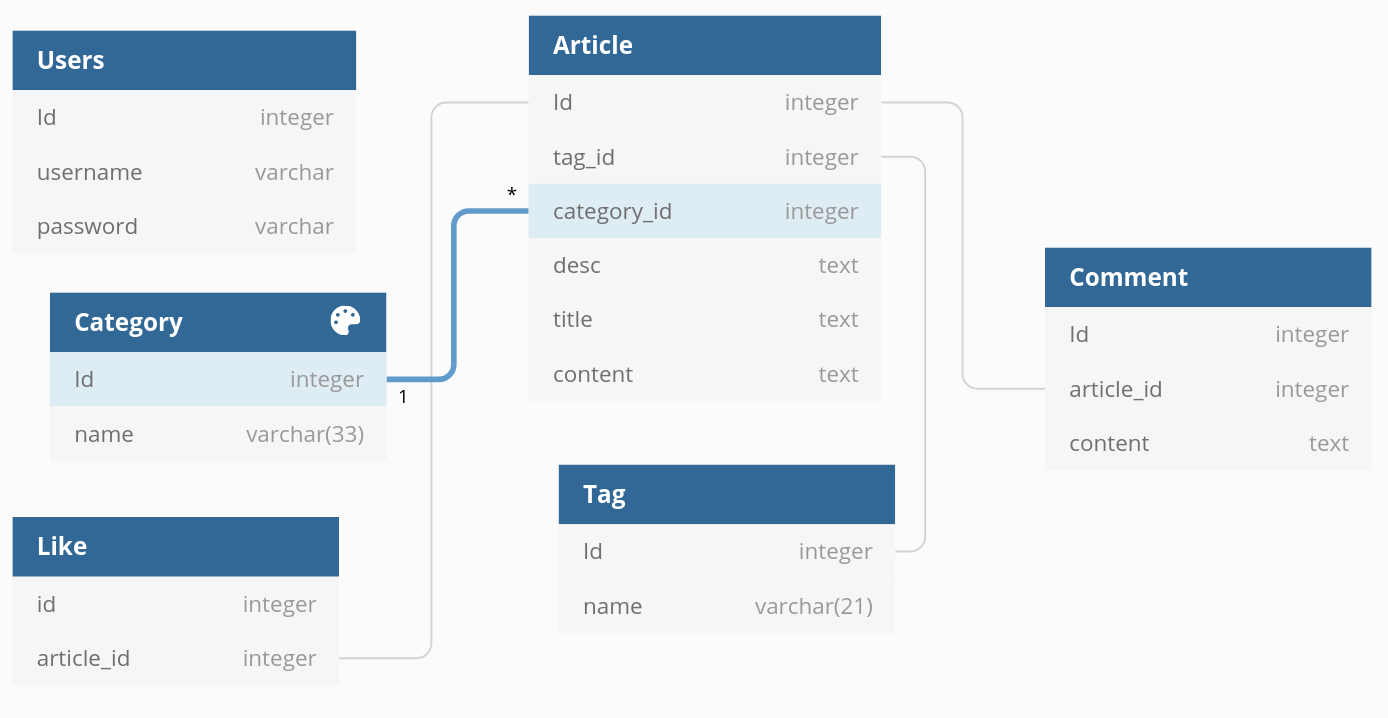 Users
Id integer
username varchar
password varchar
Category
Id integer
name varchar(33)
1
*
Like
id integer
article_id integer
Article
Id integer
tag_id integer
category_id integer
desc text
title text
content text
Tag
Id integer
name varchar(21)
Comment
Id integer
article_id integer
content text